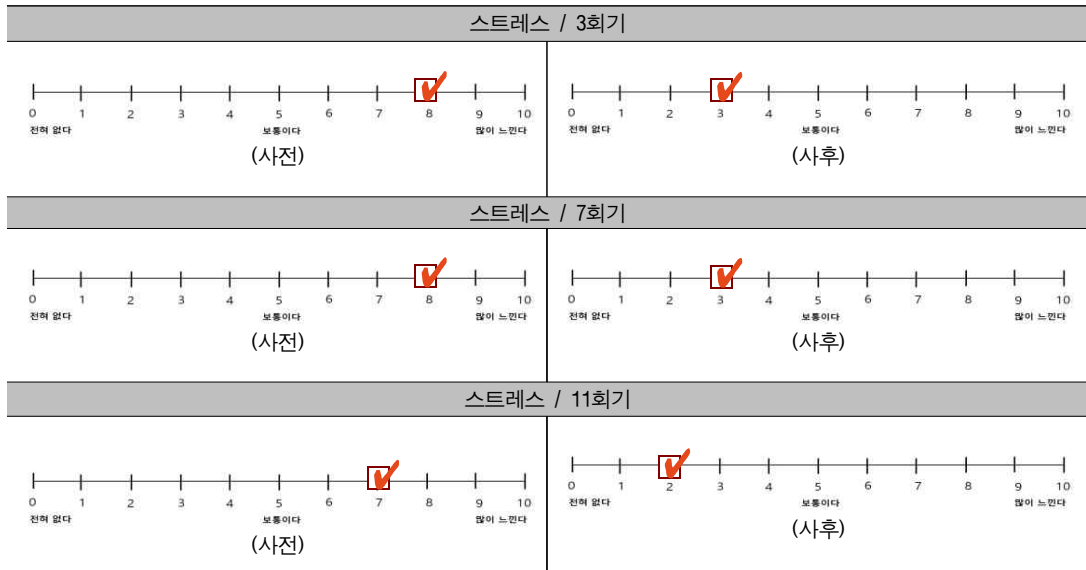 스트레스 / 3회기
0 1 2 3 4 5 6 7 8 9 10
전혀 없다 보통이다 많이 느낀다
(사전)
0 1 2 3 4 5 6 7 8 9 10
전혀 없다 보통이다 많이 느낀다
(사후)
스트레스 / 7회기
0 1 2 3 4 5 6 7 8 9 10
전혀 없다 보통이다 많이 느낀다
(사전)
0 1 2 3 4 5 6 7 8 9 10
전혀 없다 보통이다 많이 느낀다
(사후)
스트레스 / 11회기
0 1 2 3 4 5 6 7 8 9 10
전혀 없다 보통이다 많이 느낀다
(사전)
0 1 2 3 4 5 6 7 8 9 10
전혀 없다 보통이다 많이 느낀다
(사후)